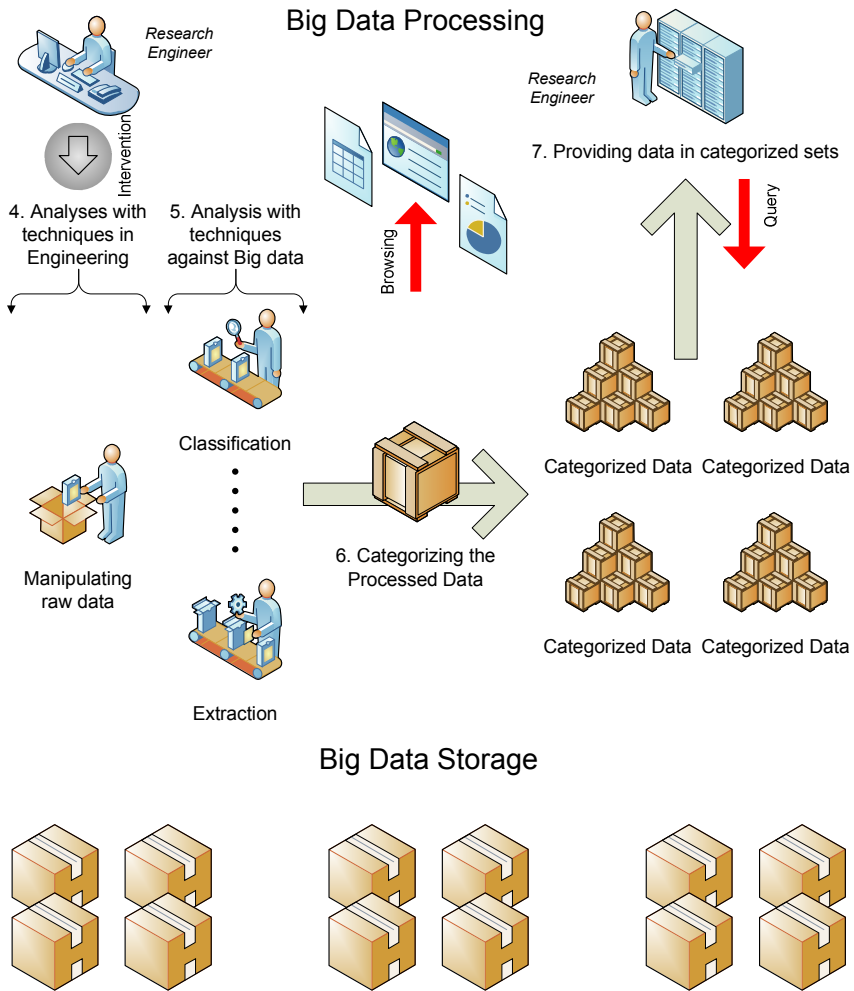 Big Data Processing
Research
Engineer
Intervention
4. Analyses with
techniques in
Engineering
5. Analysis with
techniques
against Big data
Browsing
Research
Engineer
7. Providing data in categorized sets
Query
Classification
Manipulating
raw data
Extraction
6. Categorizing the
Processed Data
Categorized Data
Categorized Data
Categorized Data
Categorized Data
Big Data Storage